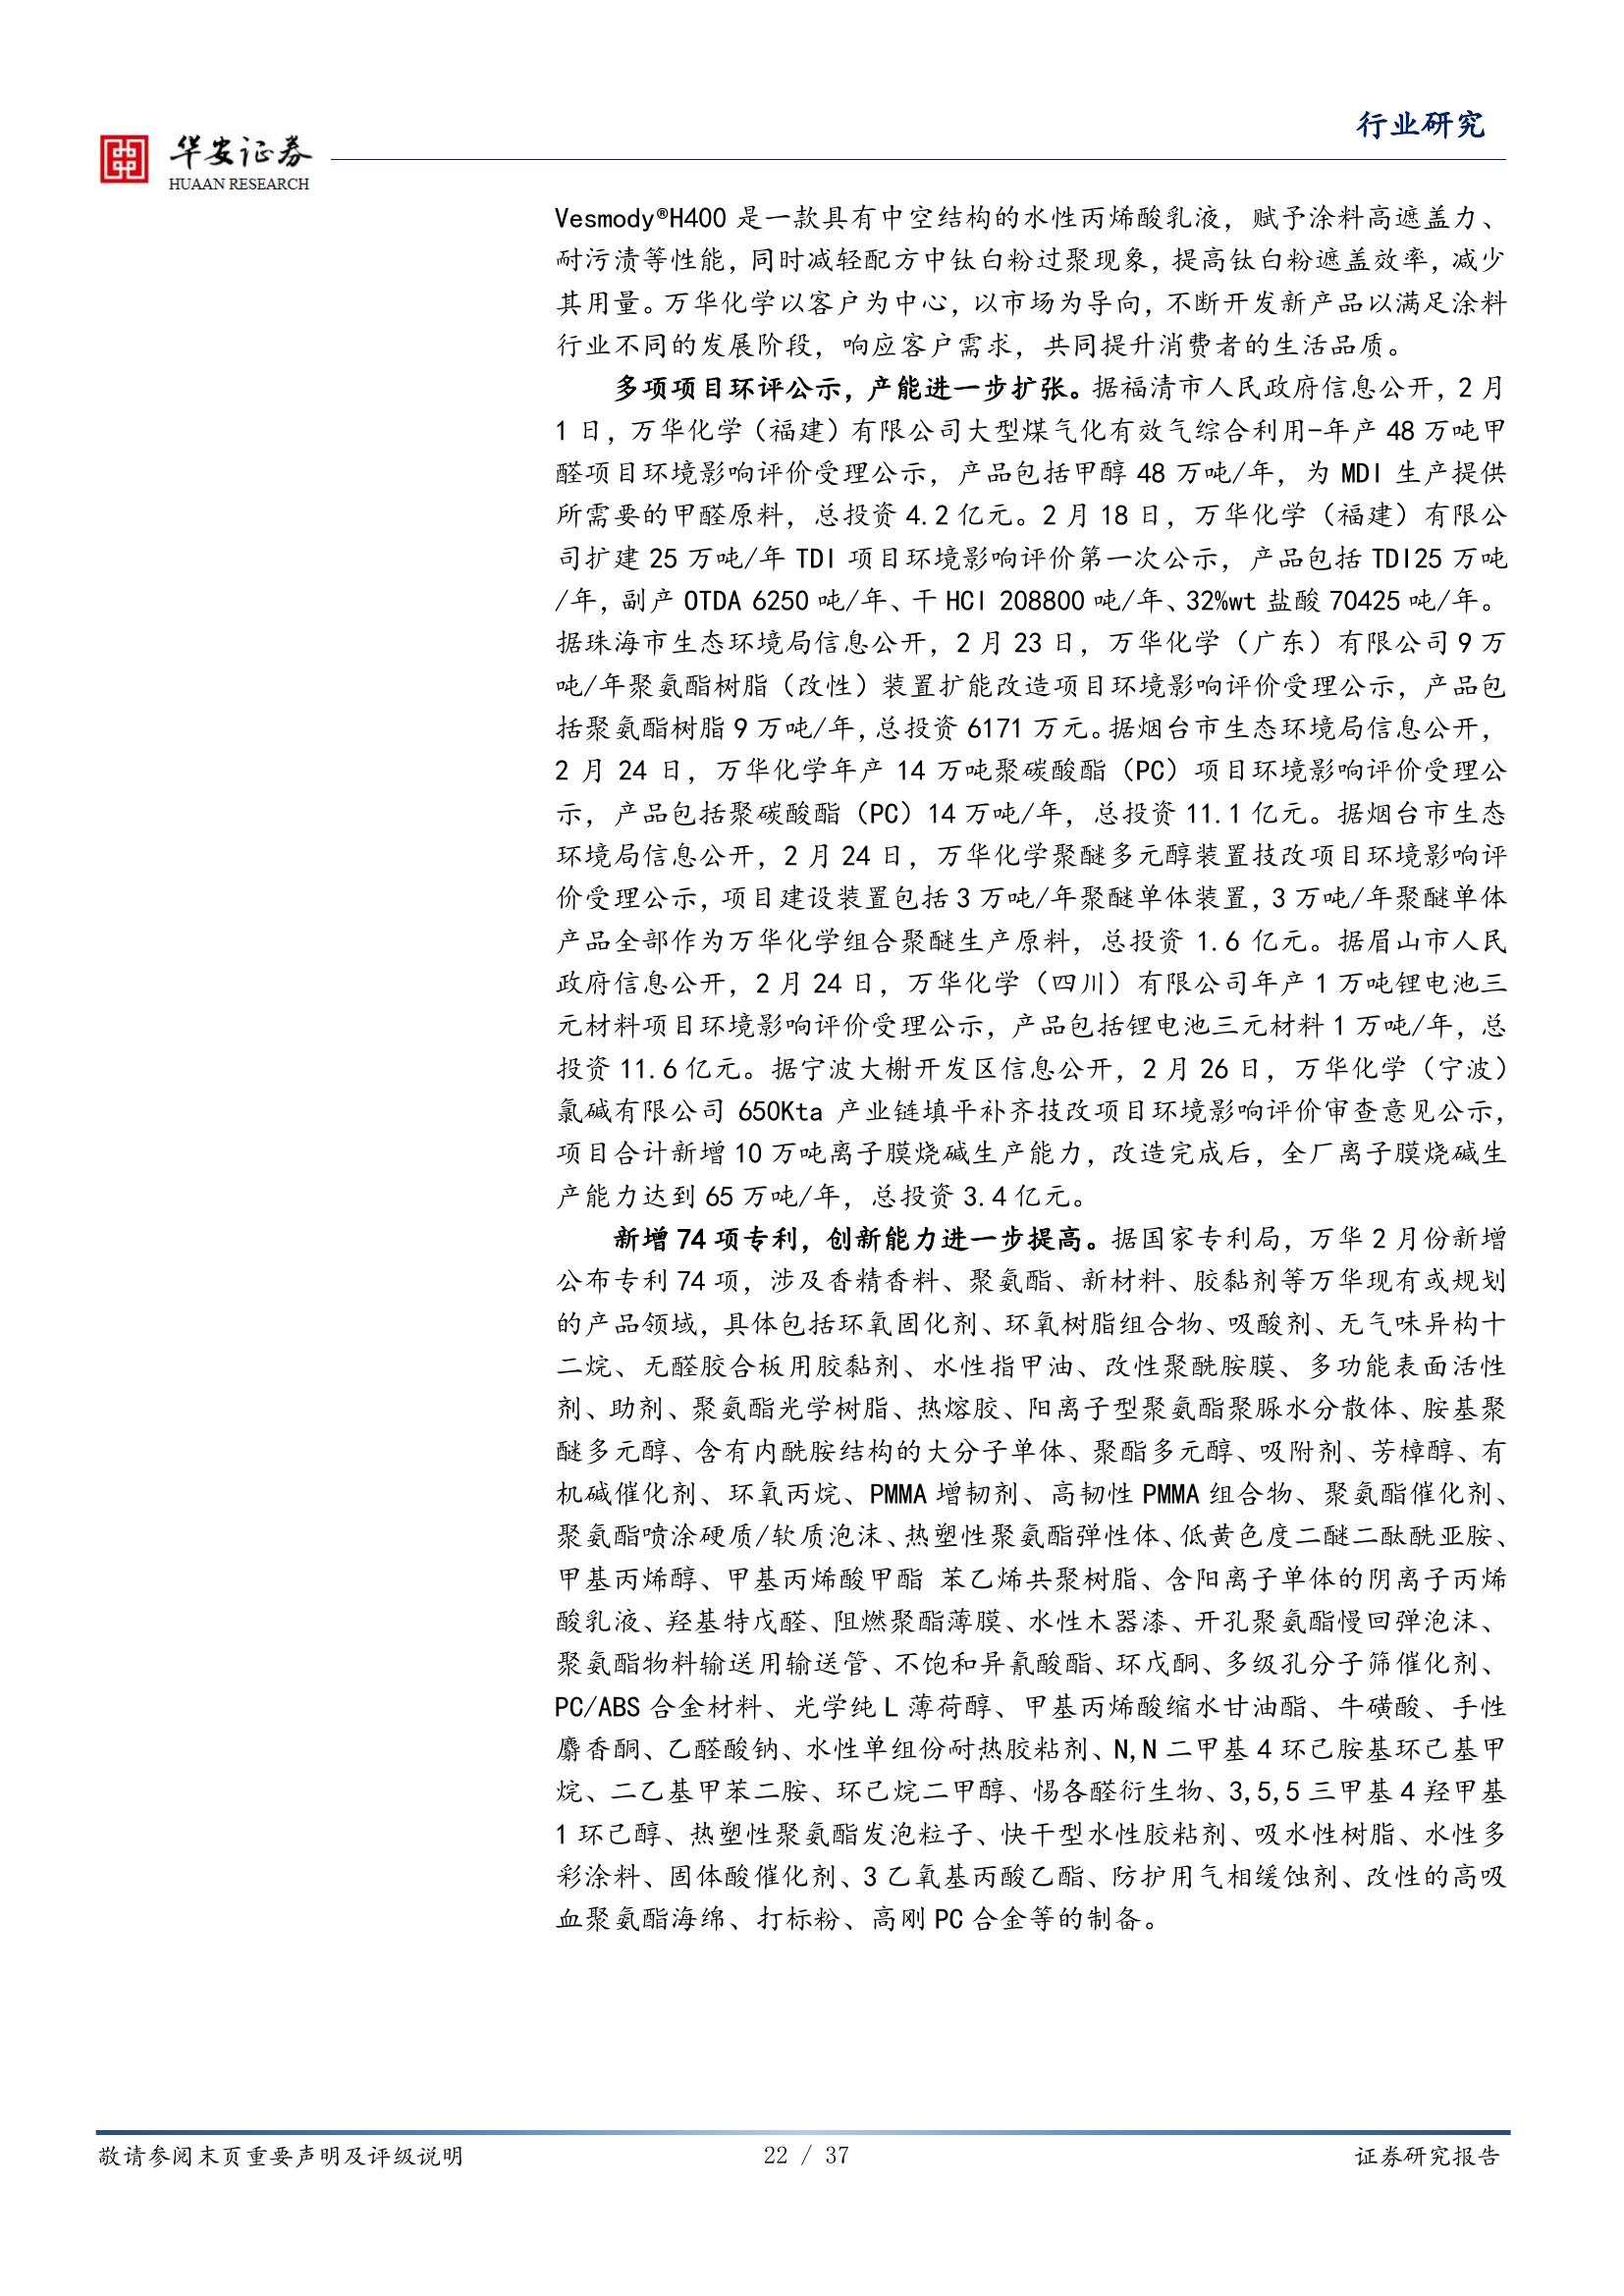 行业研究
华安证券
HUAAN RESEARCH
Vesmody®H400 是一款具有中空结构的水性丙烯酸乳液，赋予涂料高遮盖力、
耐污渍等性能，同时减轻配方中钛白粉过聚现象，提高钛白粉遮盖效率，减少
其用量。万华化学以客户为中心，以市场为导向，不断开发新产品以满足涂料
行业不同的发展阶段，响应客户需求，共同提升消费者的生活品质。
多项项目环评公示，产能进一步扩张。据福清市人民政府信息公开，2 月
1 日，万华化学（福建）有限公司大型煤气化有效气综合利用-年产 48 万吨甲
醛项目环境影响评价受理公示，产品包括甲醇 48 万吨/年，为 MDI 生产提供
所需要的甲醛原料，总投资 4.2 亿元。2 月 18 日，万华化学（福建）有限公
司扩建 25 万吨/年 TDI 项目环境影响评价第一次公示，产品包括 TDI25 万吨
/年，副产 OTDA 6250 吨/年、干 HCl 208800 吨/年、32%wt 盐酸 70425 吨/年。
据珠海市生态环境局信息公开，2 月 23 日，万华化学（广东）有限公司 9 万
吨/年聚氨酯树脂（改性）装置扩能改造项目环境影响评价受理公示，产品包
括聚氨酯树脂 9 万吨/年，总投资 6171 万元。据烟台市生态环境局信息公开，
2 月 24 日，万华化学年产 14 万吨聚碳酸酯（PC）项目环境影响评价受理公
示，产品包括聚碳酸酯（PC）14 万吨/年，总投资 11.1 亿元。据烟台市生态
环境局信息公开，2 月 24 日，万华化学聚醚多元醇装置技改项目环境影响评
价受理公示，项目建设装置包括 3 万吨/年聚醚单体装置，3 万吨/年聚醚单体
产品全部作为万华化学组合聚醚生产原料，总投资 1.6 亿元。据眉山市人民
政府信息公开，2 月 24 日，万华化学（四川）有限公司年产 1 万吨锂电池三
元材料项目环境影响评价受理公示，产品包括锂电池三元材料 1 万吨/年，总
投资 11.6 亿元。据宁波大榭开发区信息公开，2 月 26 日，万华化学（宁波）
氯碱有限公司 650Kta 产业链填平补齐技改项目环境影响评价审查意见公示，
项目合计新增 10 万吨离子膜烧碱生产能力，改造完成后，全厂离子膜烧碱生
产能力达到 65 万吨/年，总投资 3.4 亿元。
新增 74 项专利，创新能力进一步提高。据国家专利局，万华 2 月份新增
公布专利 74 项，涉及香精香料、聚氨酯、新材料、胶黏剂等万华现有或规划
的产品领域，具体包括环氧固化剂、环氧树脂组合物、吸酸剂、无气味异构十
二烷、无醛胶合板用胶黏剂、水性指甲油、改性聚酰胺膜、多功能表面活性
剂、助剂、聚氨酯光学树脂、热熔胶、阳离子型聚氨酯聚脲水分散体、胺基聚
醚多元醇、含有内酰胺结构的大分子单体、聚酯多元醇、吸附剂、芳樟醇、有
机碱催化剂、环氧丙烷、PMMA 增韧剂、高韧性 PMMA 组合物、聚氨酯催化剂、
聚氨酯喷涂硬质/软质泡沫、热塑性聚氨酯弹性体、低黄色度二醚二酞酰亚胺、
甲基丙烯醇、甲基丙烯酸甲酯 苯乙烯共聚树脂、含阳离子单体的阴离子丙烯
酸乳液、羟基特戊醛、阻燃聚酯薄膜、水性木器漆、开孔聚氨酯慢回弹泡沫、
聚氨酯物料输送用输送管、不饱和异氰酸酯、环戊酮、多级孔分子筛催化剂、
PC/ABS 合金材料、光学纯 L 薄荷醇、甲基丙烯酸缩水甘油酯、牛磺酸、手性
麝香酮、乙醛酸钠、水性单组份耐热胶粘剂、N,N 二甲基 4 环己胺基环己基甲
烷、二乙基甲苯二胺、环己烷二甲醇、惕各醛衍生物、3,5,5 三甲基 4 羟甲基
1 环己醇、热塑性聚氨酯发泡粒子、快干型水性胶粘剂、吸水性树脂、水性多
彩涂料、固体酸催化剂、3 乙氧基丙酸乙酯、防护用气相缓蚀剂、改性的高吸
血聚氨酯海绵、打标粉、高刚 PC 合金等的制备。
敬请参阅末页重要声明及评级说明
22 / 37
证券研究报告